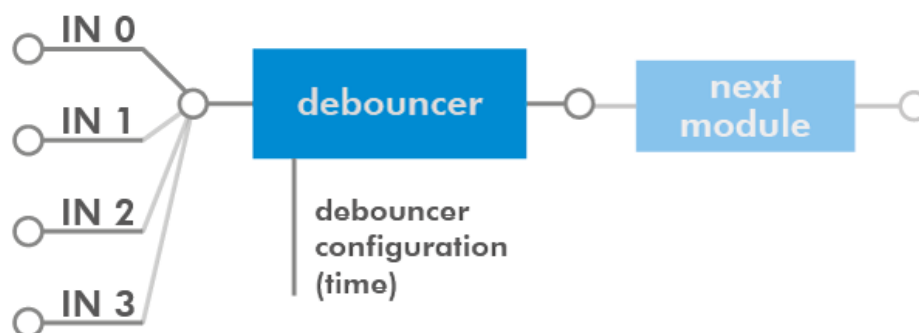 IN 0
IN 1
IN 2
IN 3
debouncer
debouncer
configuration
(time)
next
module